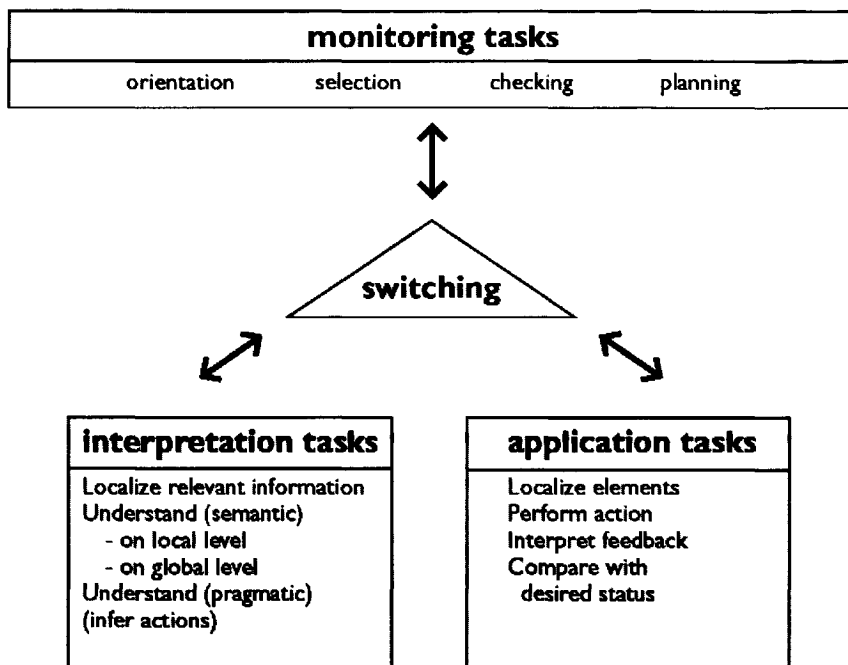 monitoring tasks
orientation selection checking planning
switching
interpretation tasks
Localize relevant information
Understand (semantic)
- on local level
- on global level
Understand (pragmatic)
(infer actions)
application tasks
Localize elements
Perform action
Interpret feedback
Compare with
desired status